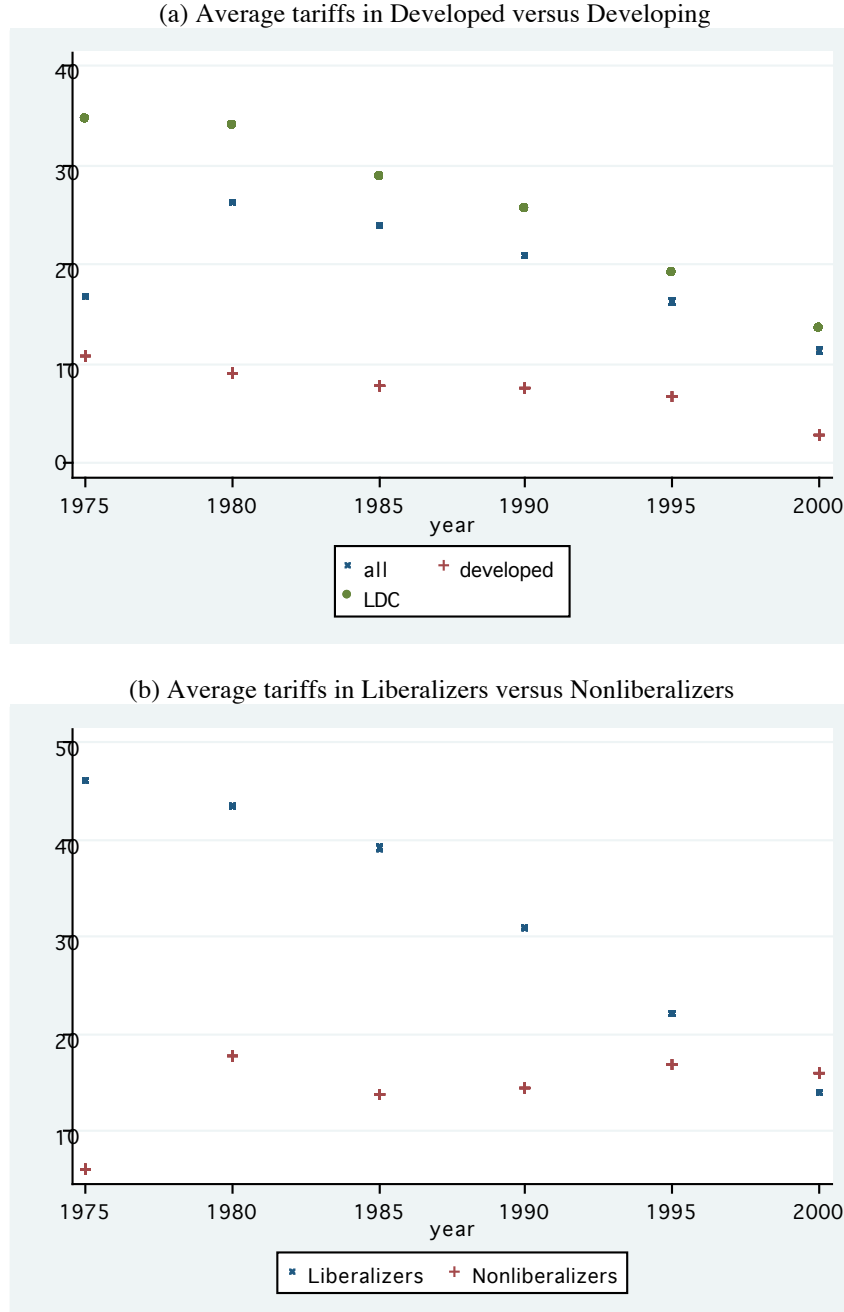 (a) Average tariffs in Developed versus Developing
40
30
20
10
0
1975 1980 1985 1990 1995 2000
year
all developed
LDC
(b) Average tariffs in Liberalizers versus Nonliberalizers
50
40
30
20
10
1975 1980 1985 1990 1995 2000
year
Liberalizers Nonliberalizers